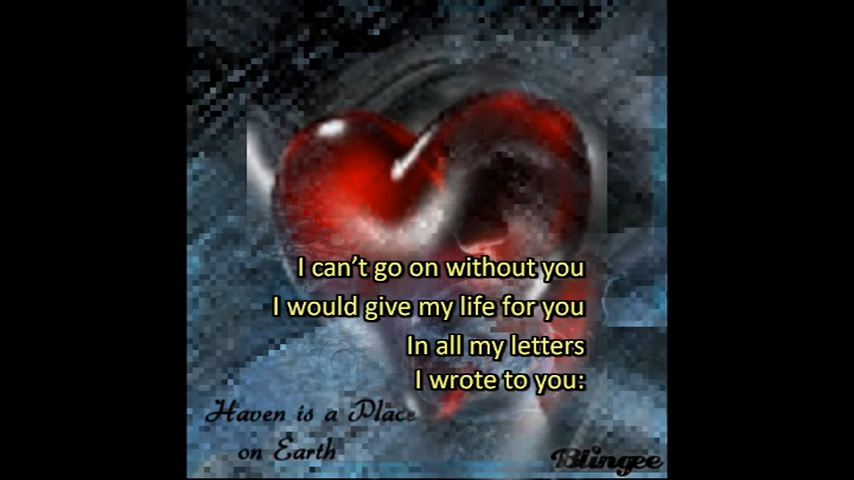 I can’t go on without you
I would give my life for you
In all my letters
I wrote to you:
Haven is a Place
on Earth
Blingee